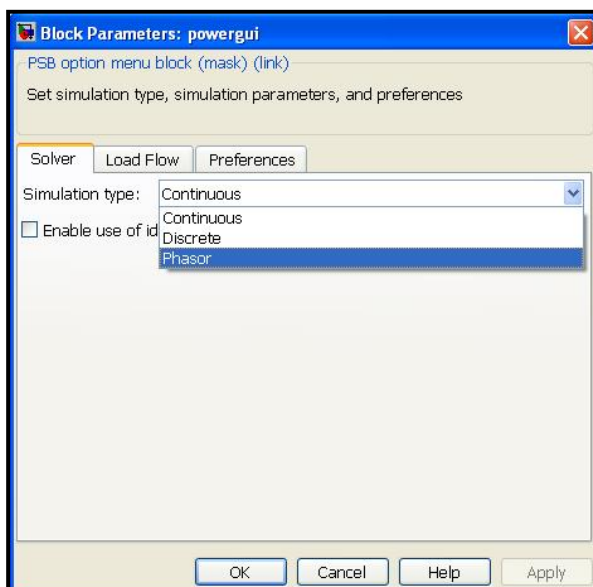 Block Parameters: powergui
PSB option menu block (mask) (link)
Set simulation type, simulation parameters, and preferences
Solver Load Flow Preferences
Simulation type: Continuous
Continuous
Enable use of id
Discrete
Phasor
OK Cancel Help Apply